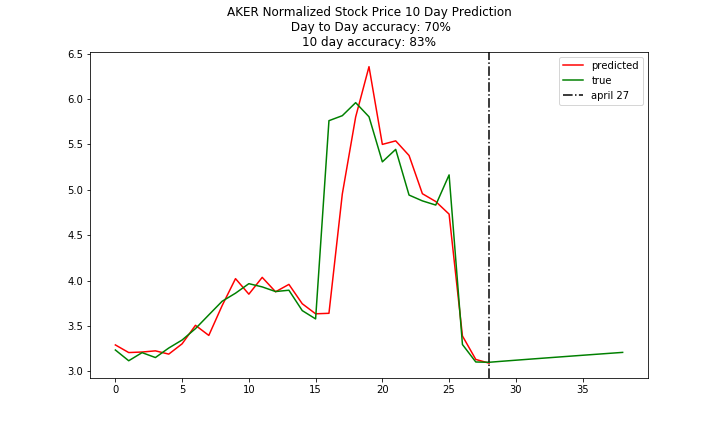 AKER Normalized Stock Price 10 Day Prediction
Day to Day accuracy: 70%
10 day accuracy: 83%
6.5
6.0
5.5
5.0
4.5
4.0
3.5
3.0
predicted
true
april 27
0 5 10 15 20 25 30 35